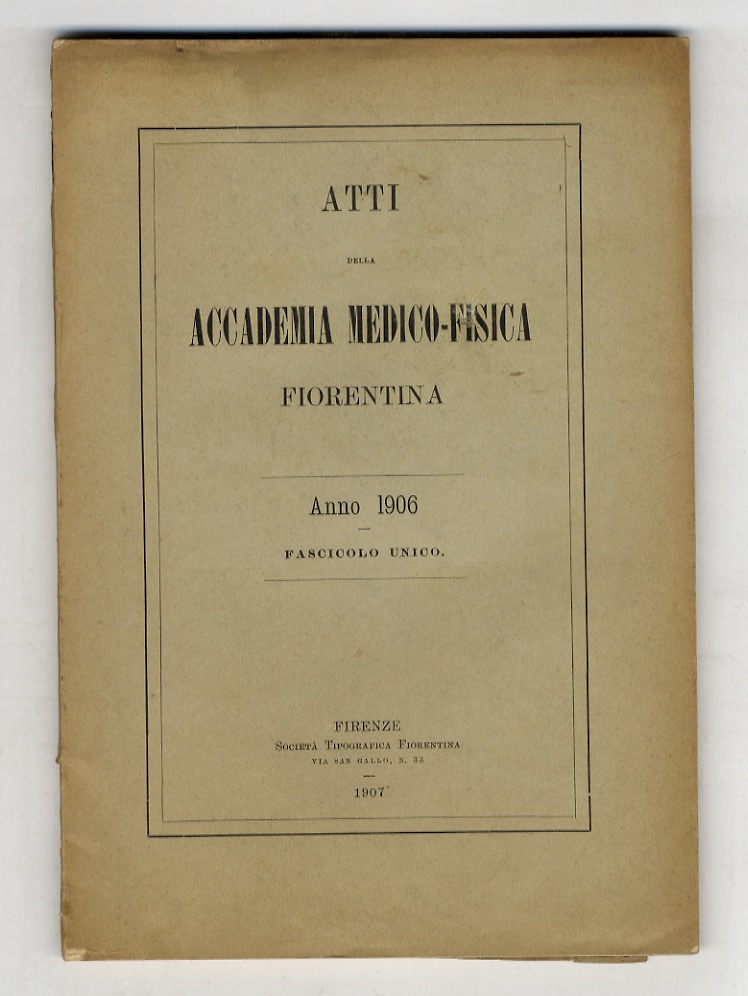 ATTI
DELLA
ACCADEMIA MEDICO-FISICA
FIORENTINA
Anno 1906
FASCICOLO UNICO.
FIRENZE
SOCIETÀ TIPOGRAFICA FIORENTINA
VIA SAN GALLO, N. 33
1907